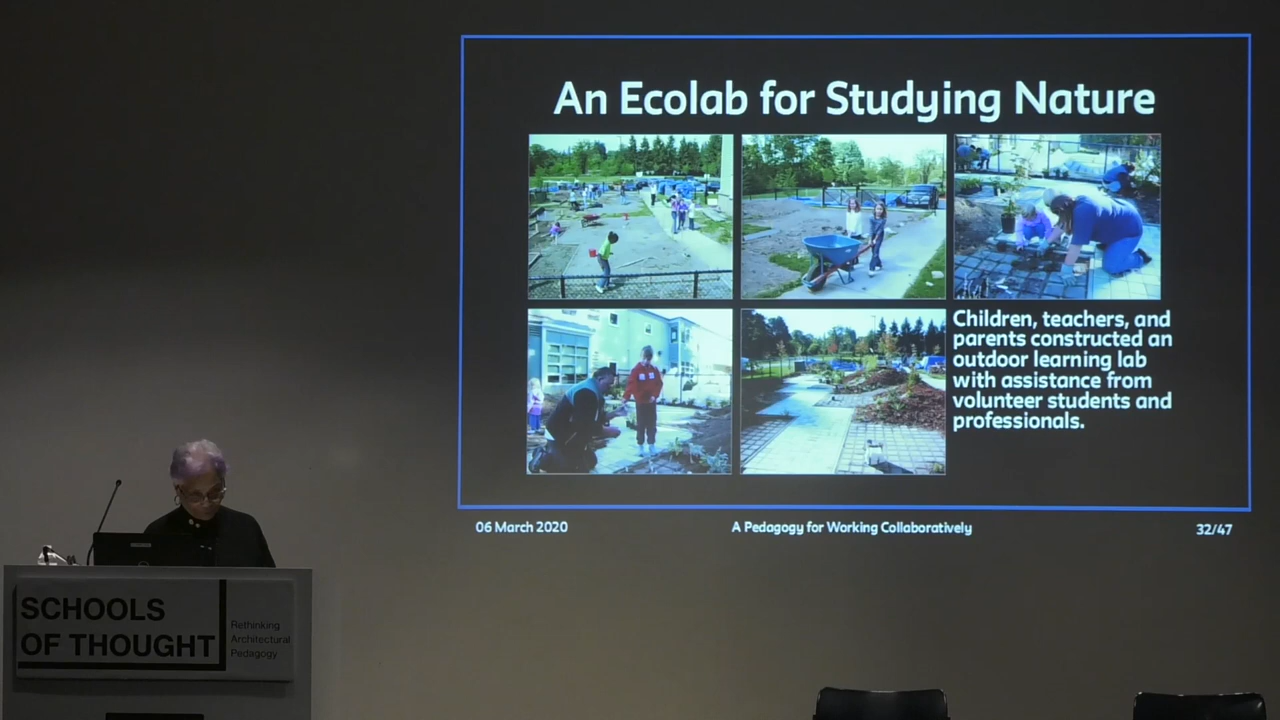 An Ecolab for Studying Nature
Children, teachers, and
parents constructed an
outdoor learning lab
with assistance from
volunteer students and
professionals.
06 March 2020
A Pedagogy for Working Collaboratively
32/47
SCHOOLS
OF THOUGHT
Rethinking
Architectural
Pedagogy